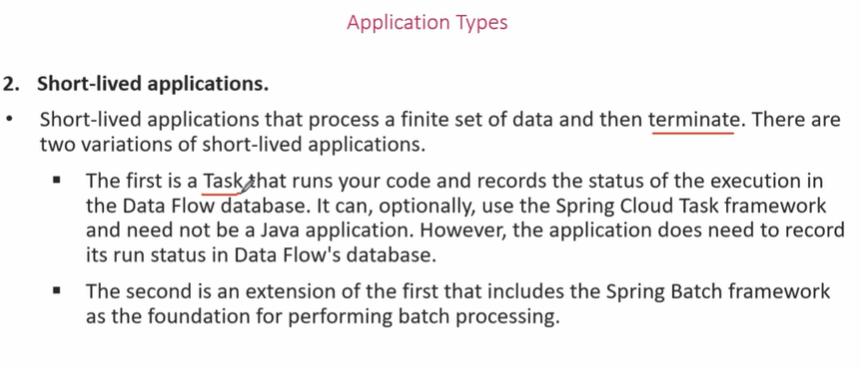 Application Types
2. Short-lived applications.
• Short-lived applications that process a finite set of data and then terminate. There are
two variations of short-lived applications.
▪ The first is a Task that runs your code and records the status of the execution in
the Data Flow database. It can, optionally, use the Spring Cloud Task framework
and need not be a Java application. However, the application does need to record
its run status in Data Flow's database.
▪ The second is an extension of the first that includes the Spring Batch framework
as the foundation for performing batch processing.